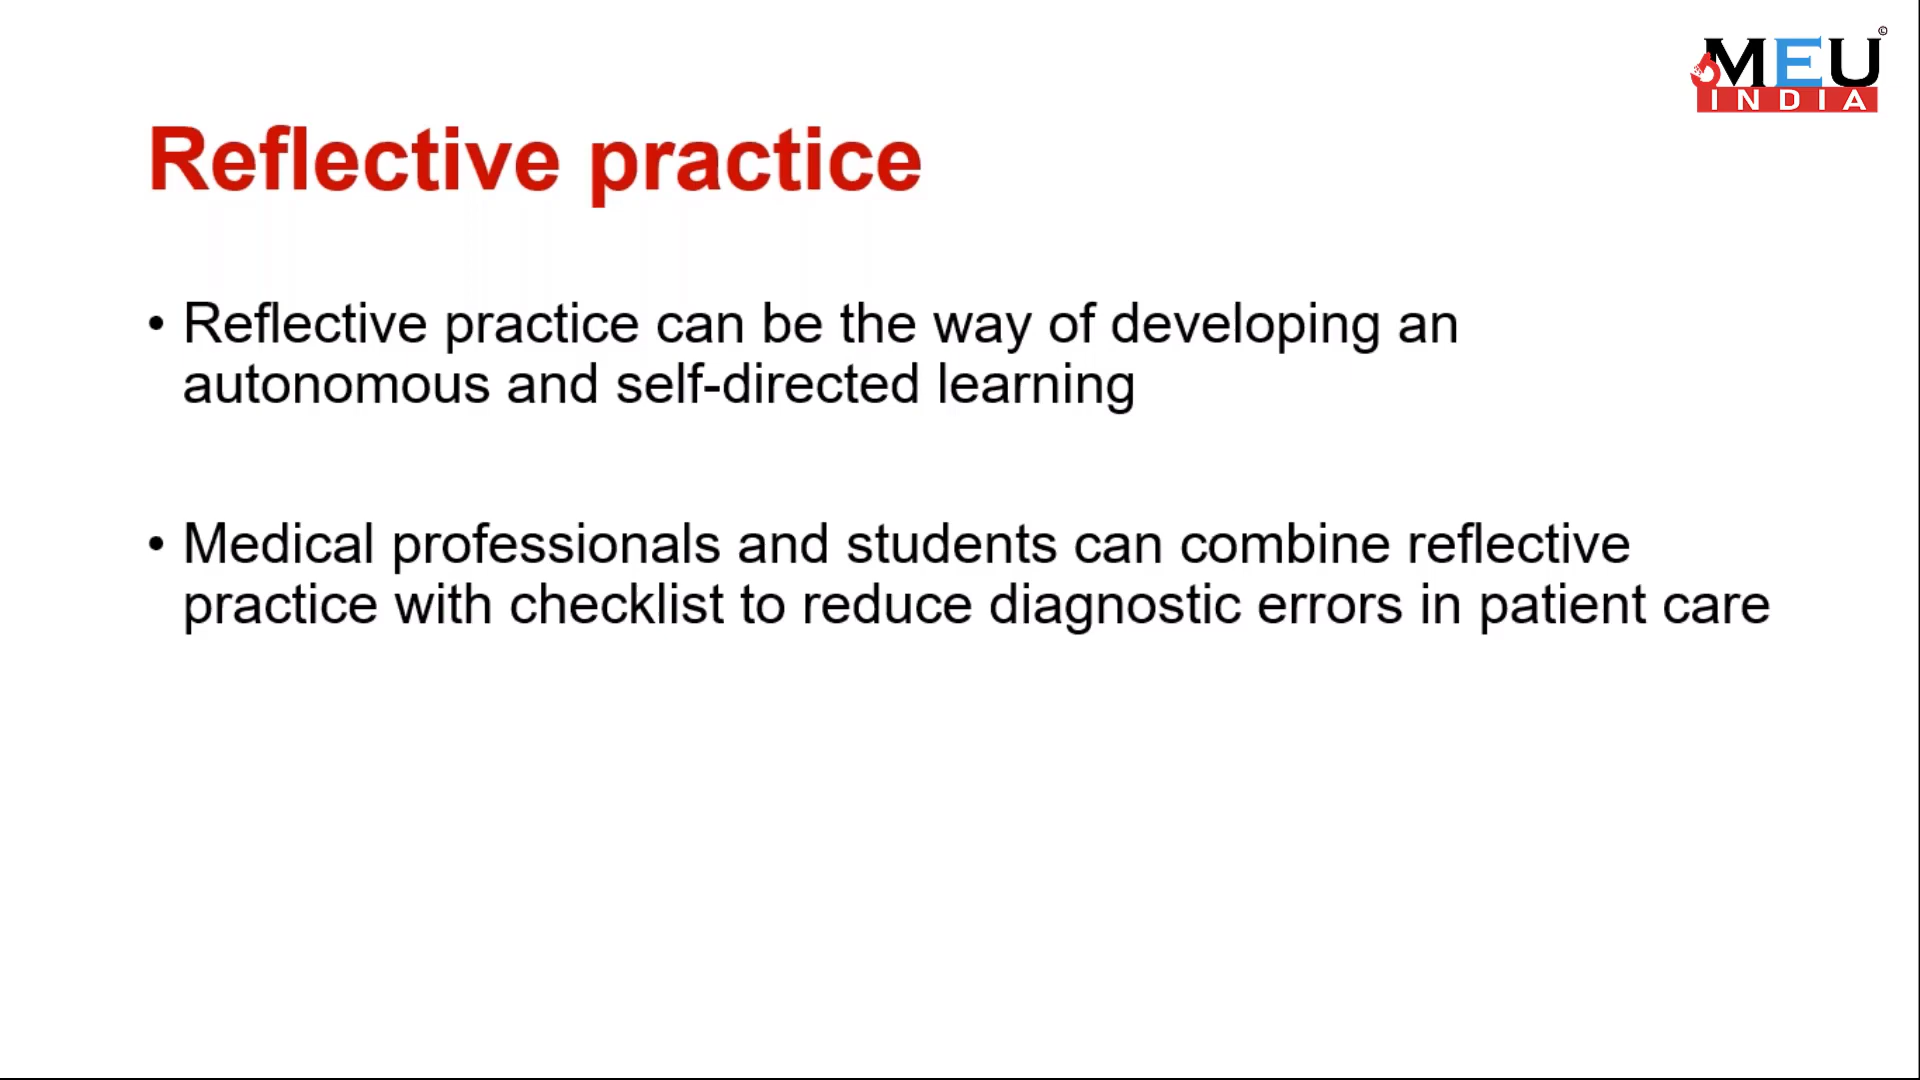 ©
MEU
INDIA
Reflective practice
• Reflective practice can be the way of developing an
autonomous and self-directed learning
• Medical professionals and students can combine reflective
practice with checklist to reduce diagnostic errors in patient care